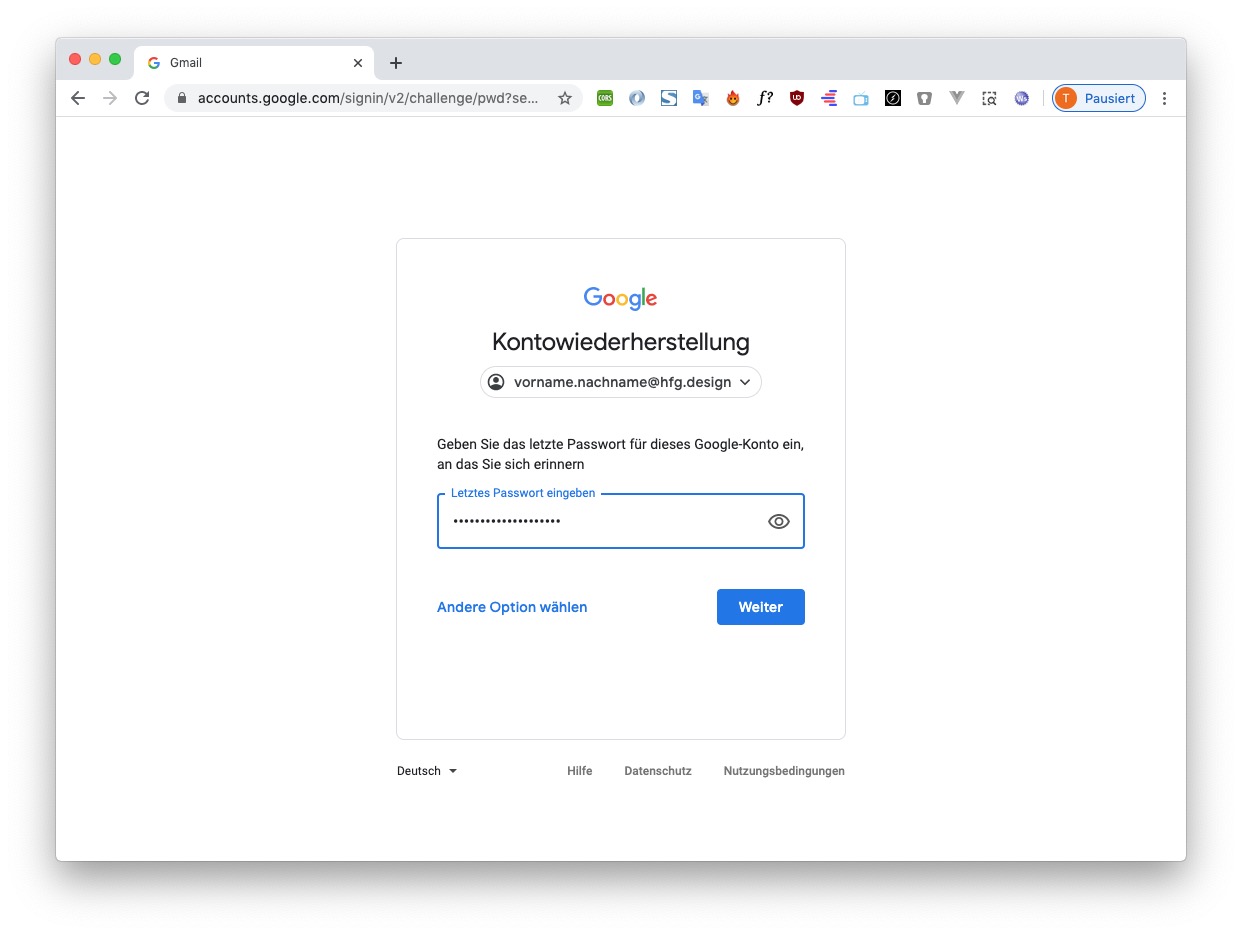 Gmail
accounts.google.com/signin/v2/challenge/pwd?se...
CORS
f?
UD
Ws
T Pausiert
Google
Kontowiederherstellung
vorname.nachname@hfg.design
Geben Sie das letzte Passwort für dieses Google-Konto ein,
an das Sie sich erinnern
Letztes Passwort eingeben
••••••••••••••••••••
Andere Option wählen
Weiter
Deutsch
Hilfe
Datenschutz
Nutzungsbedingungen